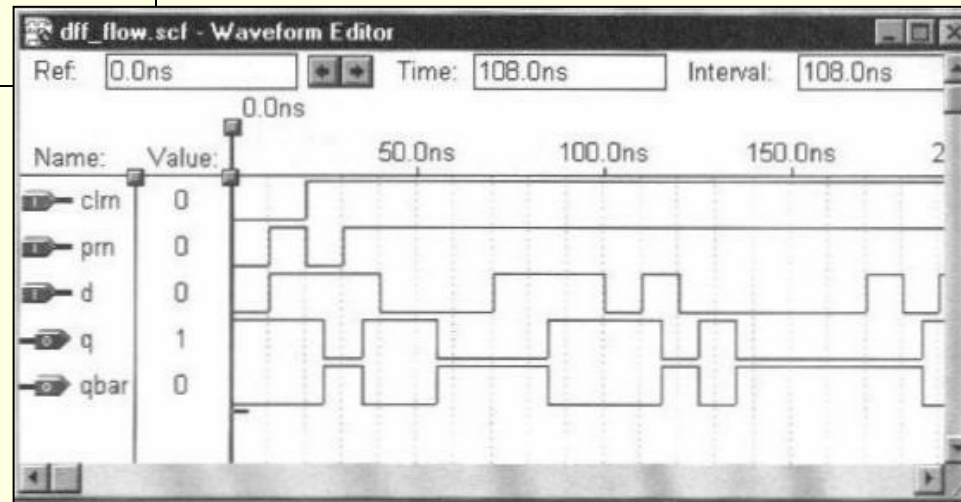 dff_flow.scf - Waveform Editor
Ref: 0.0ns Time: 108.0ns Interval: 108.0ns
0.0ns
Name: Value: 50.0ns 100.0ns 150.0ns 2
clrn 0
prn 0
d 0
q 1
qbar 0